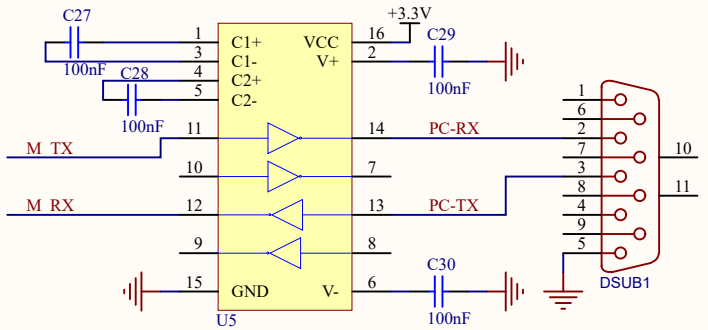 C27
100nF
C28
100nF
1 C1+
3 C1-
4 C2+
5 C2-
VCC 16
V+ 2
+3.3V
C29
100nF
M_TX 11
14 PC-RX
10 7
M_RX 12
13 PC-TX
9 8
15 GND
V- 6
C30
100nF
U5
1
6
2
7
3
8
4
9
5
10
11
DSUB1